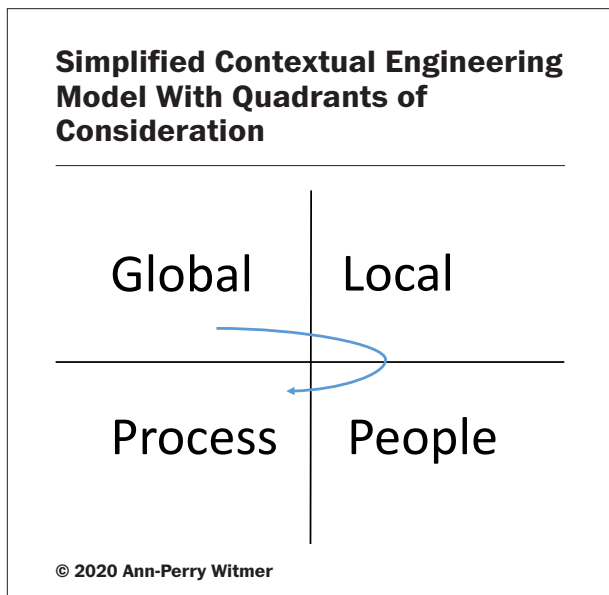 Simplified Contextual Engineering
Model With Quadrants of
Consideration
Global
Local
Process
People
© 2020 Ann-Perry Witmer